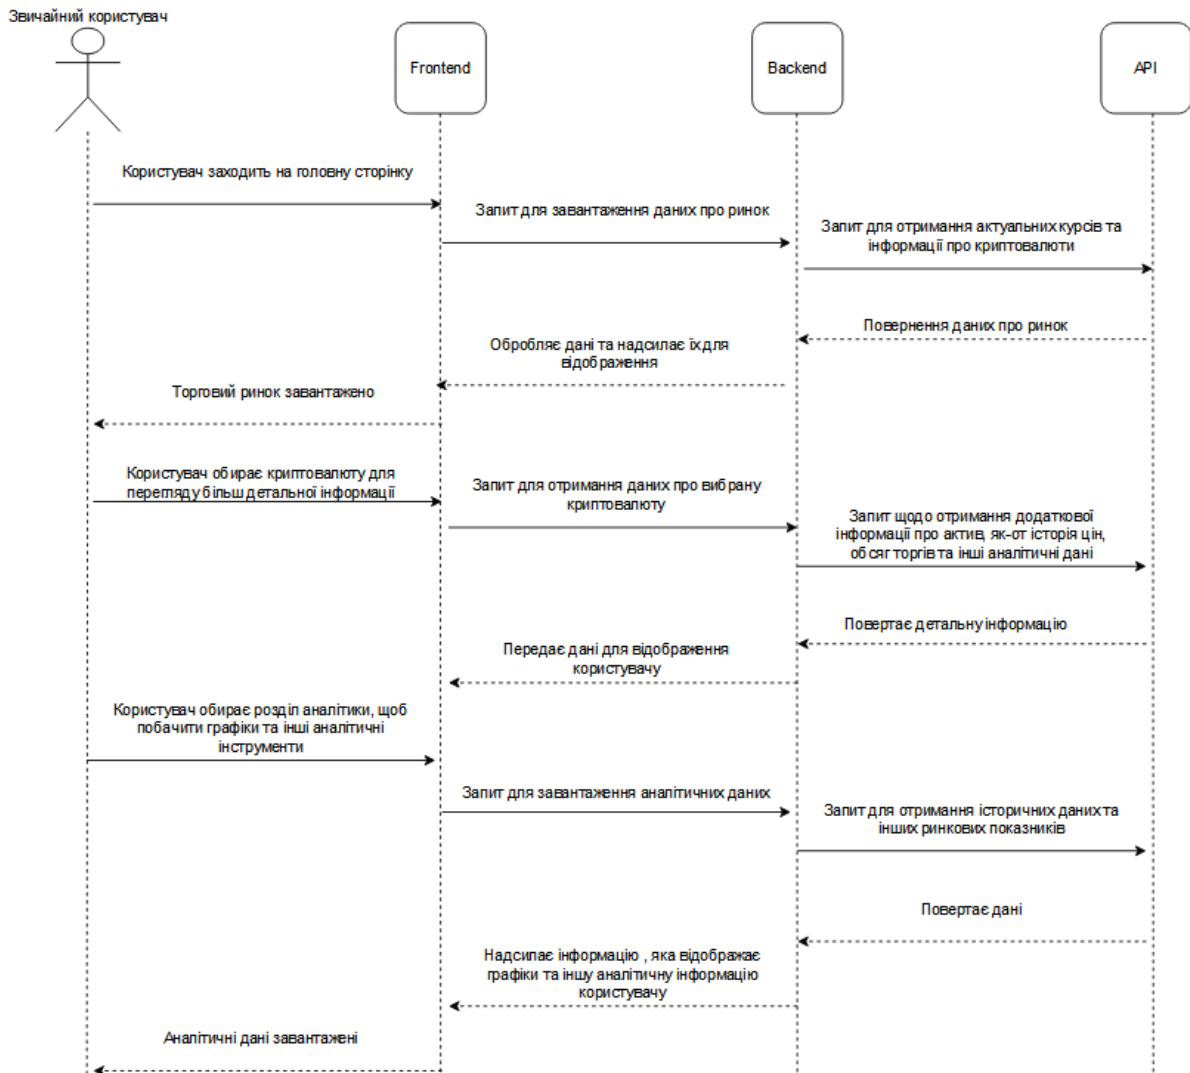 Звичайний користувач
Frontend
Backend
API
Користувач заходить на головну сторінку
Запит для завантаження даних про ринок
Запит для отримання актуальних курсів та
інформації про криптовалюти
Повернення даних про ринок
Обробляє дані та надсилає їх для
відображення
Торговий ринок завантажено
Користувач обирає криптовалюту для
перегляду більш детальної інформації
Запит для отримання даних про вибрану
криптовалюту
Запит щодо отримання додаткової
інформації про актив, як-от історія цін,
обсяг торгів та інші аналітичні дані
Повертає детальну інформацію
Передає дані для відображення
користувачу
Користувач обирає розділ аналітики, щоб
побачити графіки та інші аналітичні
інструменти
Запит для завантаження аналітичних даних
Запит для отримання історичних даних та
інших ринкових показників
Повертає дані
Надсилає інформацію , яка відображає
графіки та іншу аналітичну інформацію
користувачу
Аналітичні дані завантажені